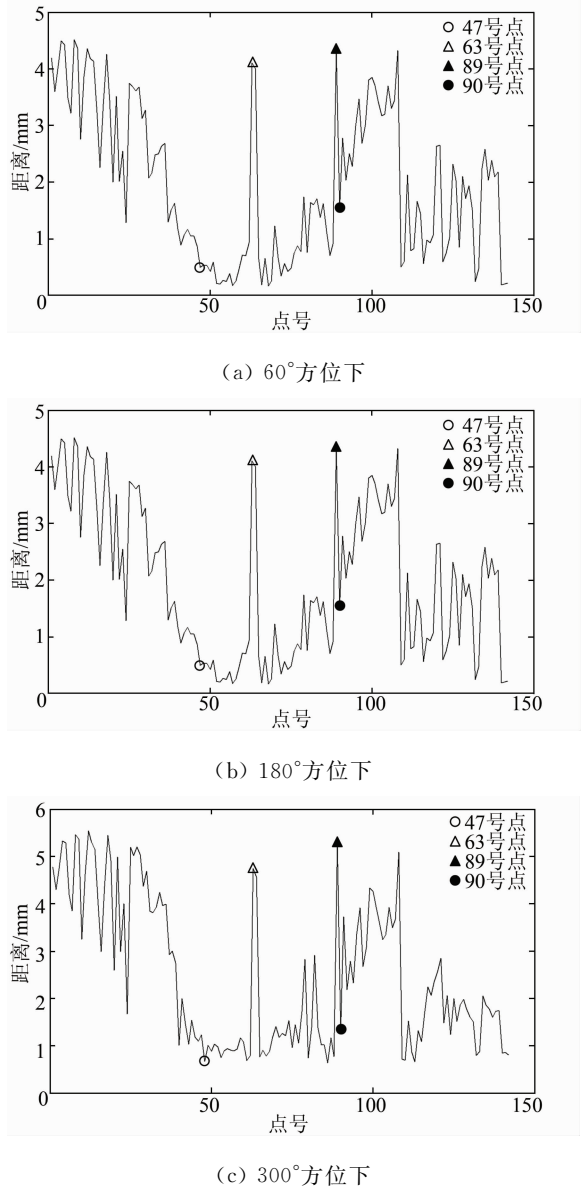 5
4
3
2
1
0
距离/mm
50
100
150
点号
○ 47号点
△ 63号点
▲ 89号点
● 90号点
(a) 60°方位下
5
4
3
2
1
0
距离/mm
50
100
150
点号
○ 47号点
△ 63号点
▲ 89号点
● 90号点
(b) 180°方位下
6
5
4
3
2
1
0
距离/mm
50
100
150
点号
○ 47号点
△ 63号点
▲ 89号点
● 90号点
(c) 300°方位下